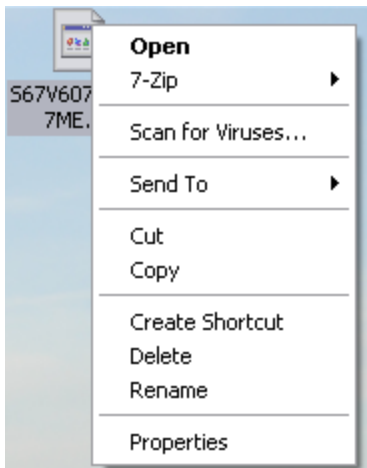 S67V607
7ME.
Open
7-Zip
Scan for Viruses...
Send To
Cut
Copy
Create Shortcut
Delete
Rename
Properties